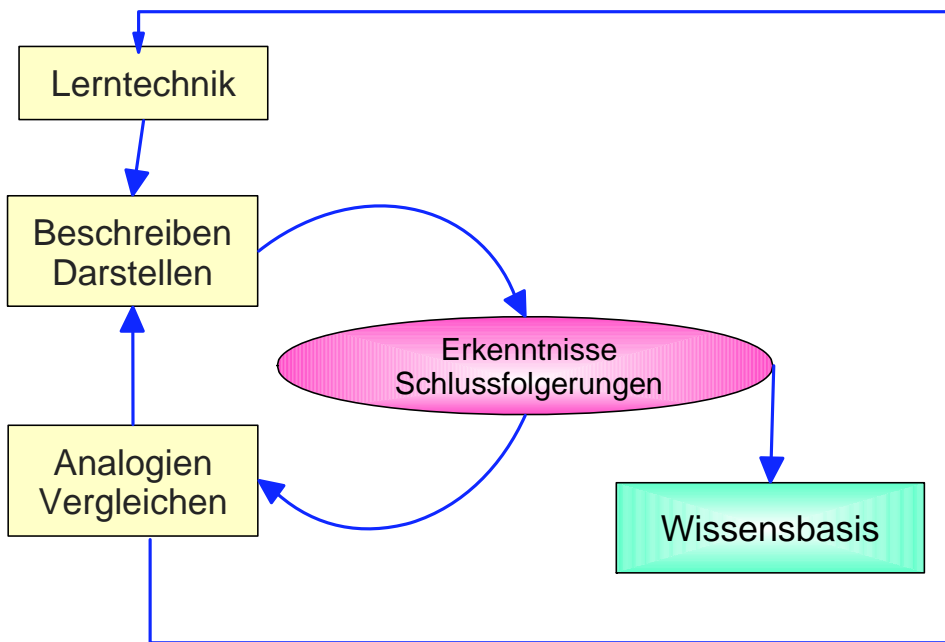 Lerntechnik
Beschreiben
Darstellen
Erkenntnisse
Schlussfolgerungen
Analogien
Vergleichen
Wissensbasis